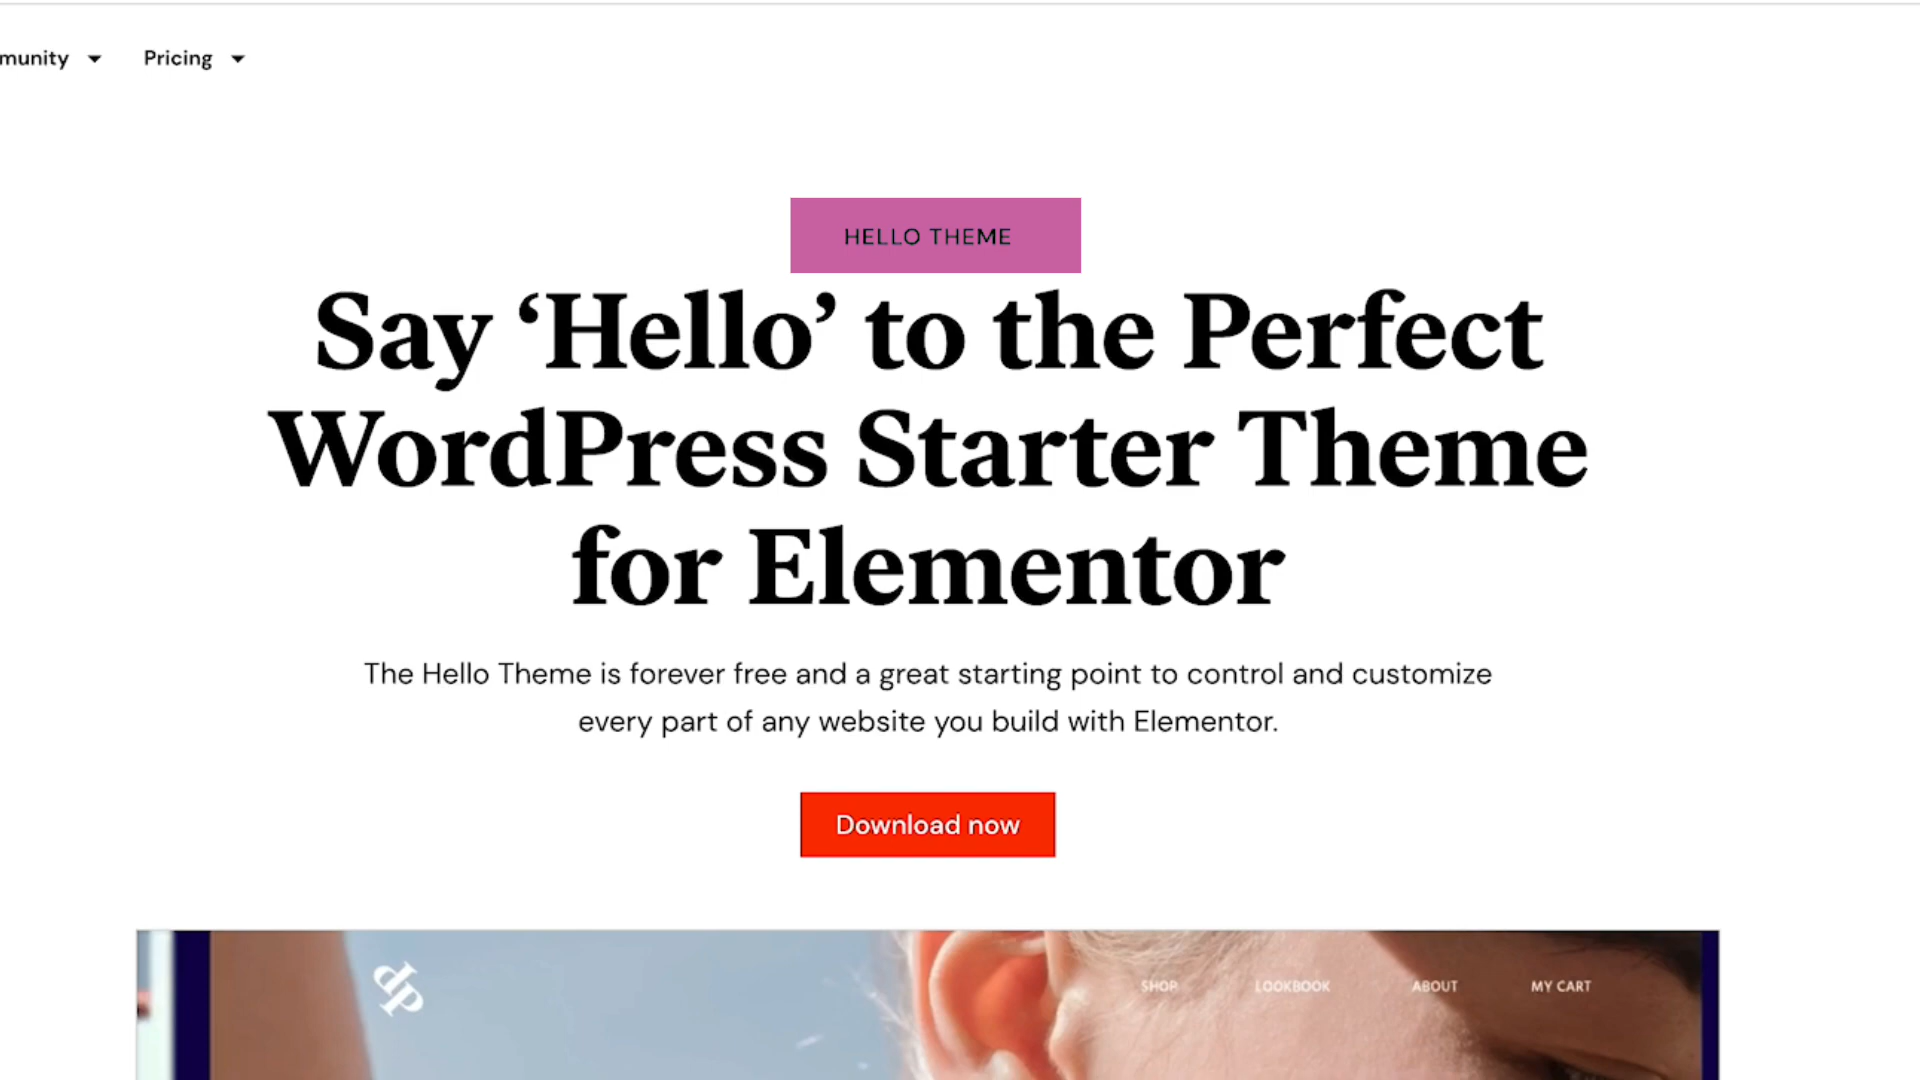 munity Pricing
HELLO THEME
Say ‘Hello’ to the Perfect
WordPress Starter Theme
for Elementor
The Hello Theme is forever free and a great starting point to control and customize
every part of any website you build with Elementor.
Download now
dp SHOP LOOKBOOK ABOUT MY CART